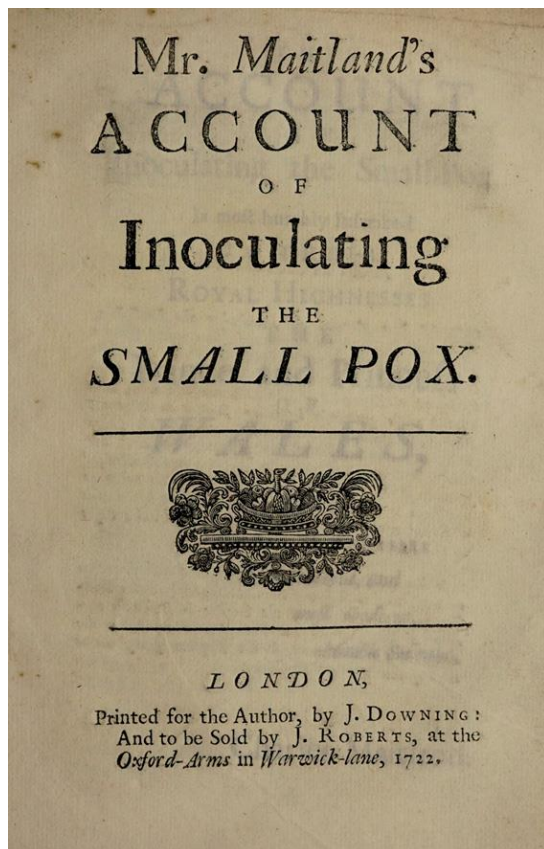 Mr. Maitland's
ACCOUNT
OF
Inoculating
THE
SMALL POX.
LONDON,
Printed for the Author, by J. DOWNING:
And to be Sold by J. ROBERTS, at the
Oxford-Arms in Warwick-lane, 1722.